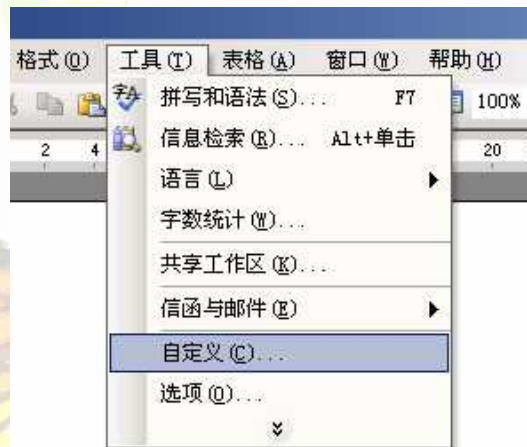 格式(O) 工具(T) 表格(A) 窗口(W) 帮助(H)
拼写和语法(S)... F7
100%
信息检索(R)... Alt+单击
2 4 20
语言(L)
字数统计(W)...
共享工作区(K)...
信函与邮件(E)
自定义(C)...
选项(O)...